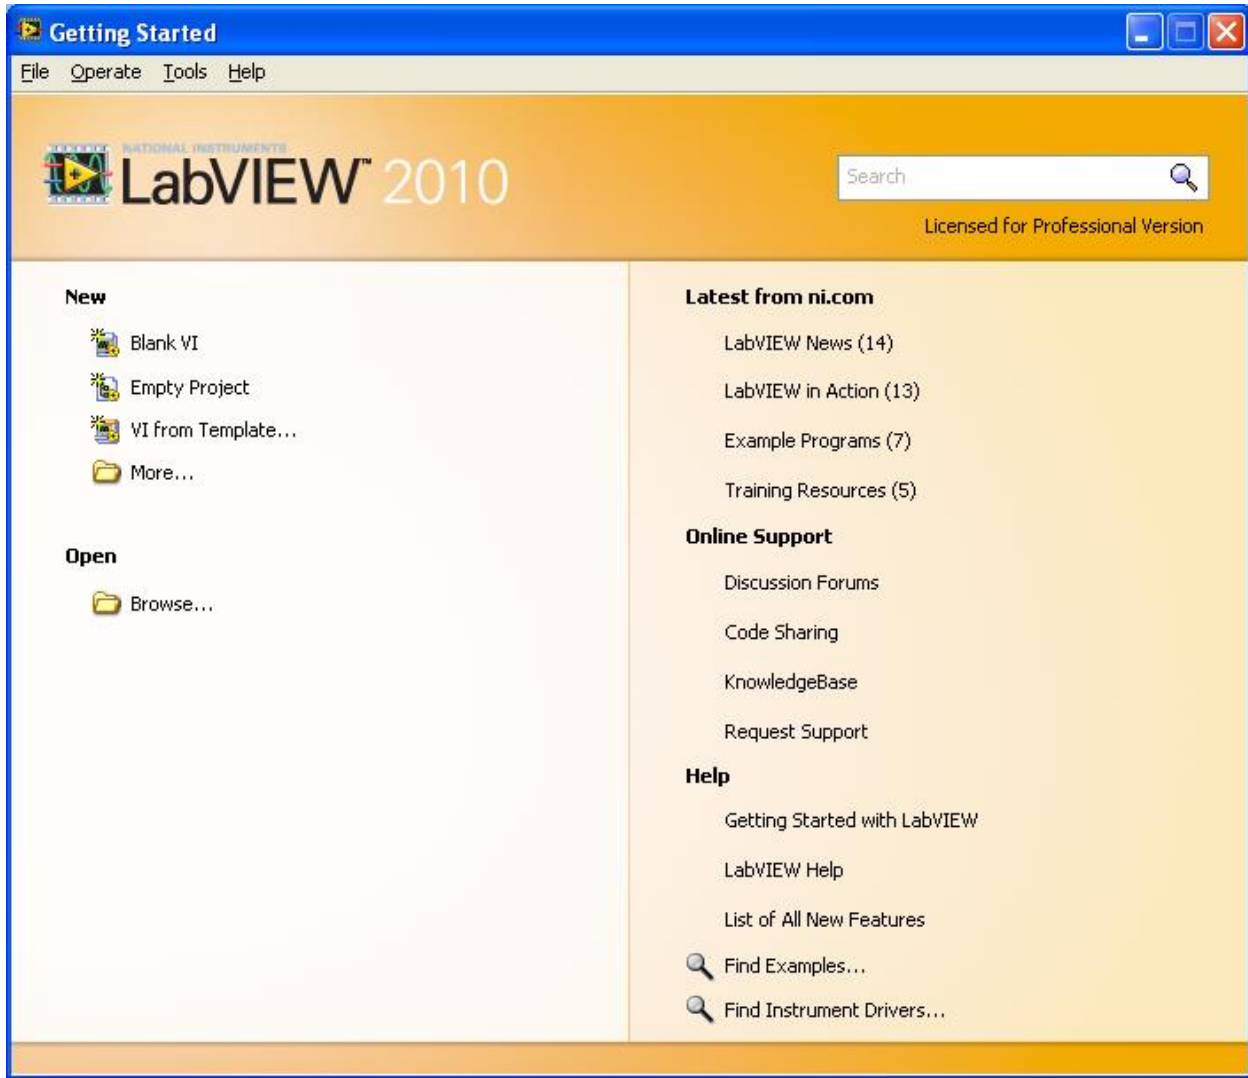 Getting Started
File Operate Tools Help
NATIONAL INSTRUMENTS
LabVIEW™ 2010
Search
Licensed for Professional Version
New
Blank VI
Empty Project
VI from Template...
More...
Open
Browse...
Latest from ni.com
LabVIEW News (14)
LabVIEW in Action (13)
Example Programs (7)
Training Resources (5)
Online Support
Discussion Forums
Code Sharing
KnowledgeBase
Request Support
Help
Getting Started with LabVIEW
LabVIEW Help
List of All New Features
Find Examples...
Find Instrument Drivers...